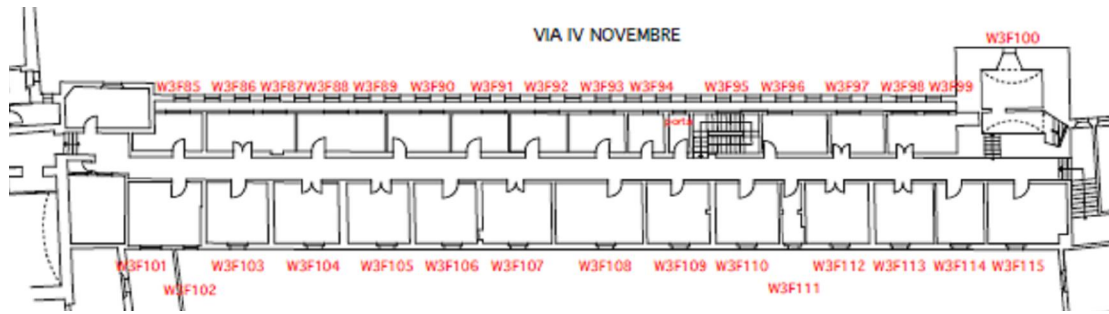 VIA IV NOVEMBRE
W3F100
W3F85 W3F86 W3F87 W3F88 W3F89 W3F90 W3F91 W3F92 W3F93 W3F94 W3F95 W3F96 W3F97 W3F98 W3F99
porta
W3F101 W3F103 W3F104 W3F105 W3F106 W3F107 W3F108 W3F109 W3F110 W3F112 W3F113 W3F114 W3F115
W3F102 W3F111